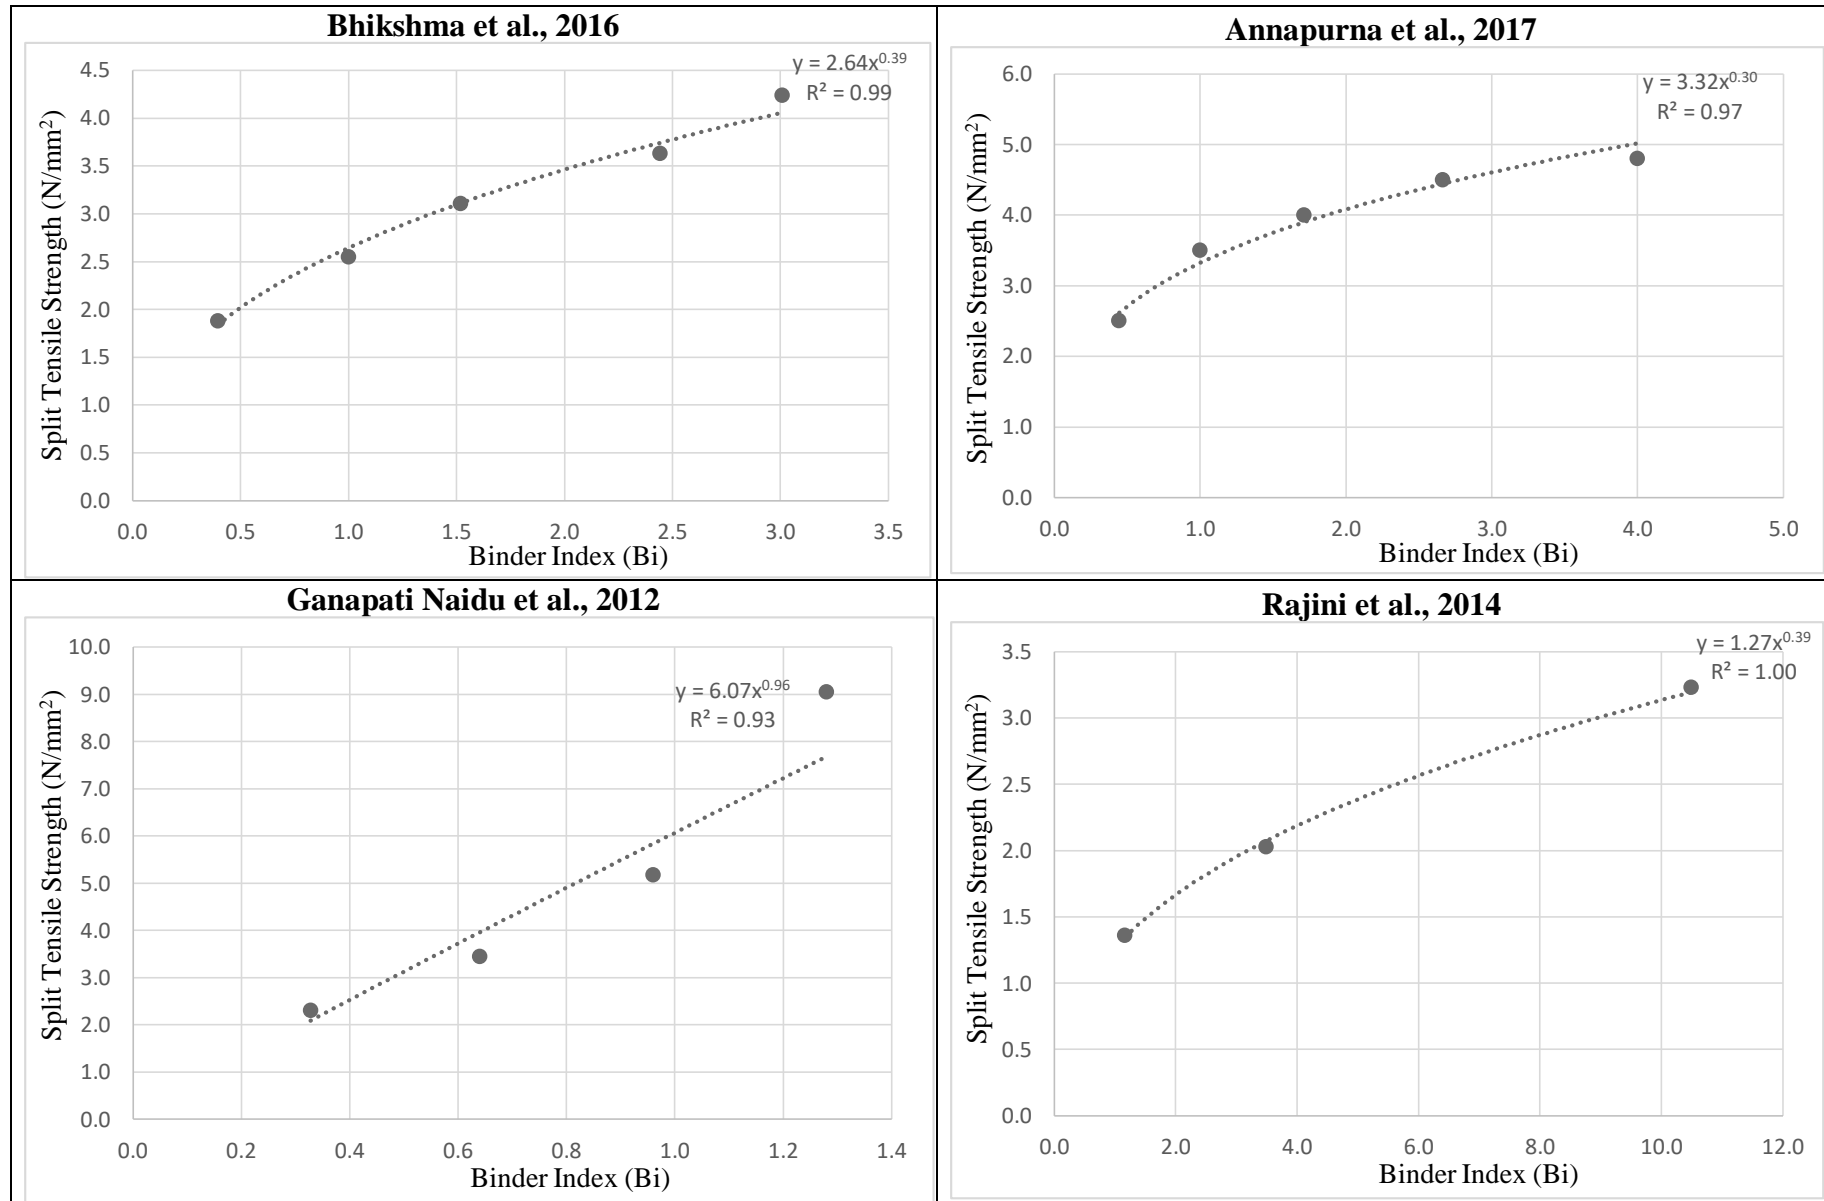 Bhikshma et al., 2016
y = 2.64x^0.39
R² = 0.99
Split Tensile Strength (N/mm²)
4.5
4.0
3.5
3.0
2.5
2.0
1.5
1.0
0.5
0.0
0.0 0.5 1.0 1.5 2.0 2.5 3.0 3.5
Binder Index (Bi)
Annapurna et al., 2017
y = 3.32x^0.30
R² = 0.97
Split Tensile Strength (N/mm²)
6.0
5.0
4.0
3.0
2.0
1.0
0.0
0.0 1.0 2.0 3.0 4.0 5.0
Binder Index (Bi)
Ganapati Naidu et al., 2012
y = 6.07x^0.96
R² = 0.93
Split Tensile Strength (N/mm²)
10.0
9.0
8.0
7.0
6.0
5.0
4.0
3.0
2.0
1.0
0.0
0.0 0.2 0.4 0.6 0.8 1.0 1.2 1.4
Binder Index (Bi)
Rajini et al., 2014
y = 1.27x^0.39
R² = 1.00
Split Tensile Strength (N/mm²)
3.5
3.0
2.5
2.0
1.5
1.0
0.5
0.0
0.0 2.0 4.0 6.0 8.0 10.0 12.0
Binder Index (Bi)